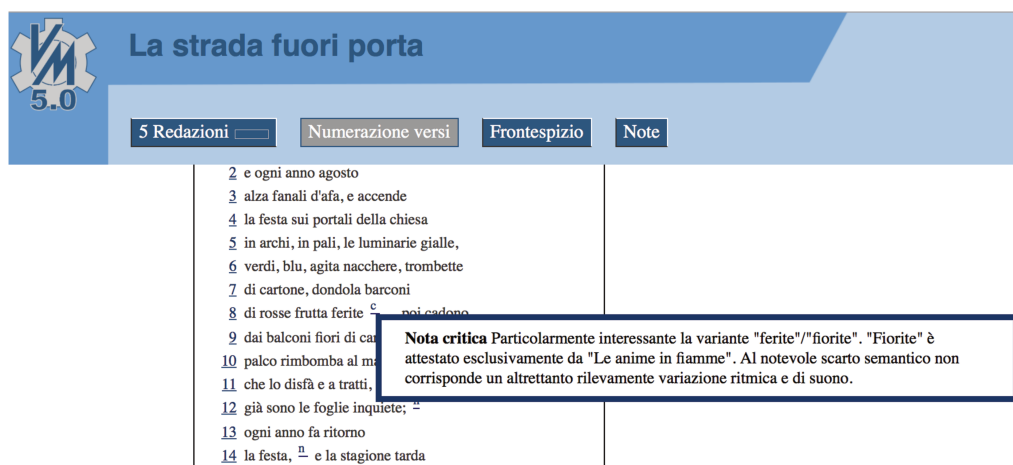 VM
5.0
La strada fuori porta
5 Redazioni
Numerazione versi
Frontespizio
Note
2 e ogni anno agosto
3 alza fanali d'afa, e accende
4 la festa sui portali della chiesa
5 in archi, in pali, le luminarie gialle,
6 verdi, blu, agita nacchere, trombette
7 di cartone, dondola barconi
8 di rosse frutta ferite c poi cadono
9 dai balconi fiori di
10 palco rimbomba al
11 che lo disfà e a tratti,
12 già sono le foglie inquiete;
13 ogni anno fa ritorno
14 la festa, n e la stagione tarda
Nota critica Particolarmente interessante la variante "ferite"/"fiorite". "Fiorite" è
attestato esclusivamente da "Le anime in fiamme". Al notevole scarto semantico non
corrisponde un altrettanto rilevamente variazione ritmica e di suono.